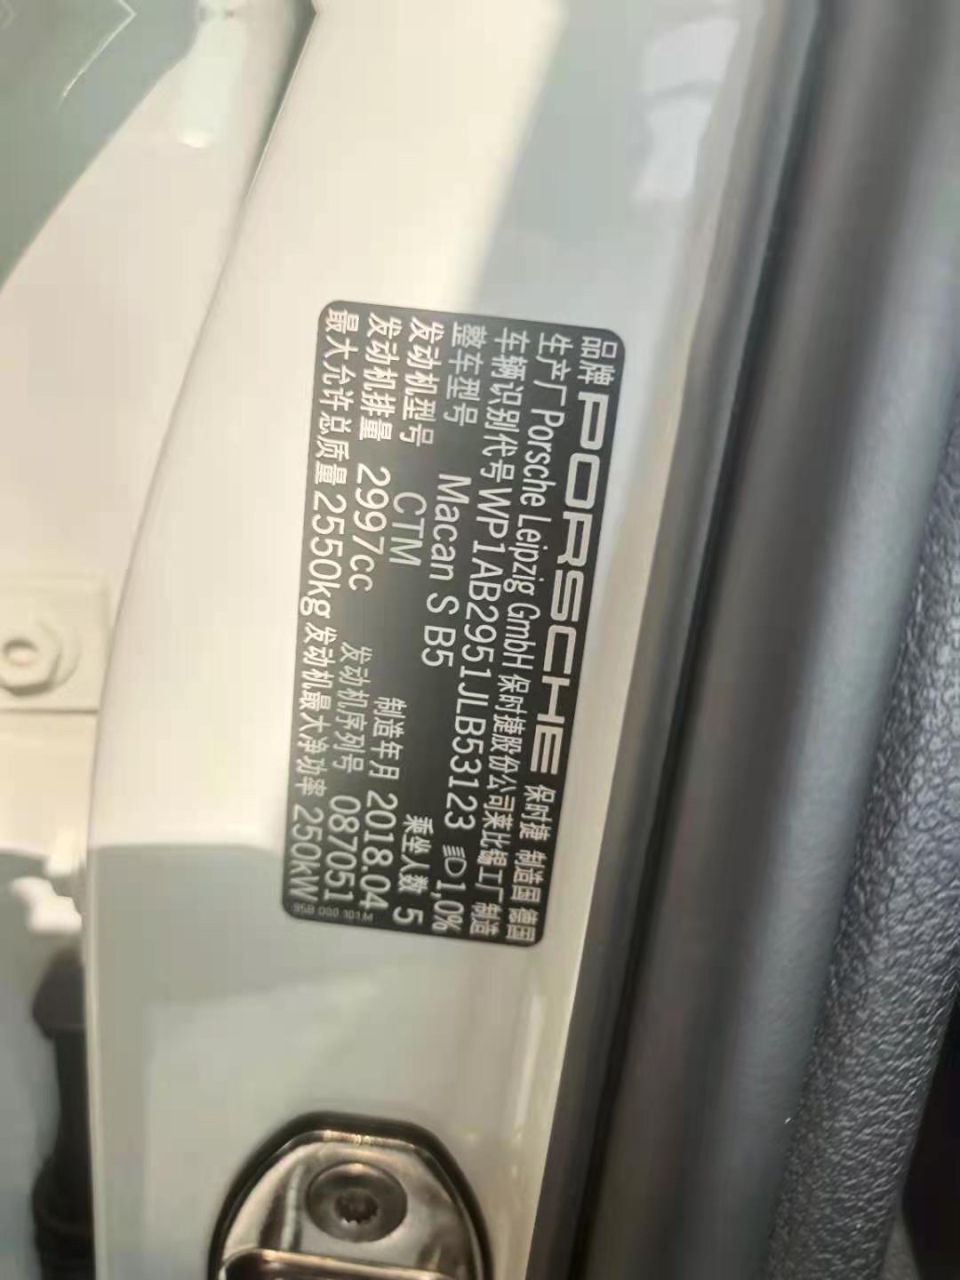 品牌 PORSCHE 保时捷 制造国 德国
生产厂 Porsche Leipzig GmbH 保时捷股份公司莱比锡工厂 制造
车辆识别代号 WP1AB2951JLB53123 1,0%
整车型号 Macan S B5 乘坐人数 5
发动机型号 CTM 制造年月 2018.04
发动机排量 2997cc 发动机序列号 087051
最大允许总质量 2550kg 发动机最大净功率 250kW
95B 000 101 M